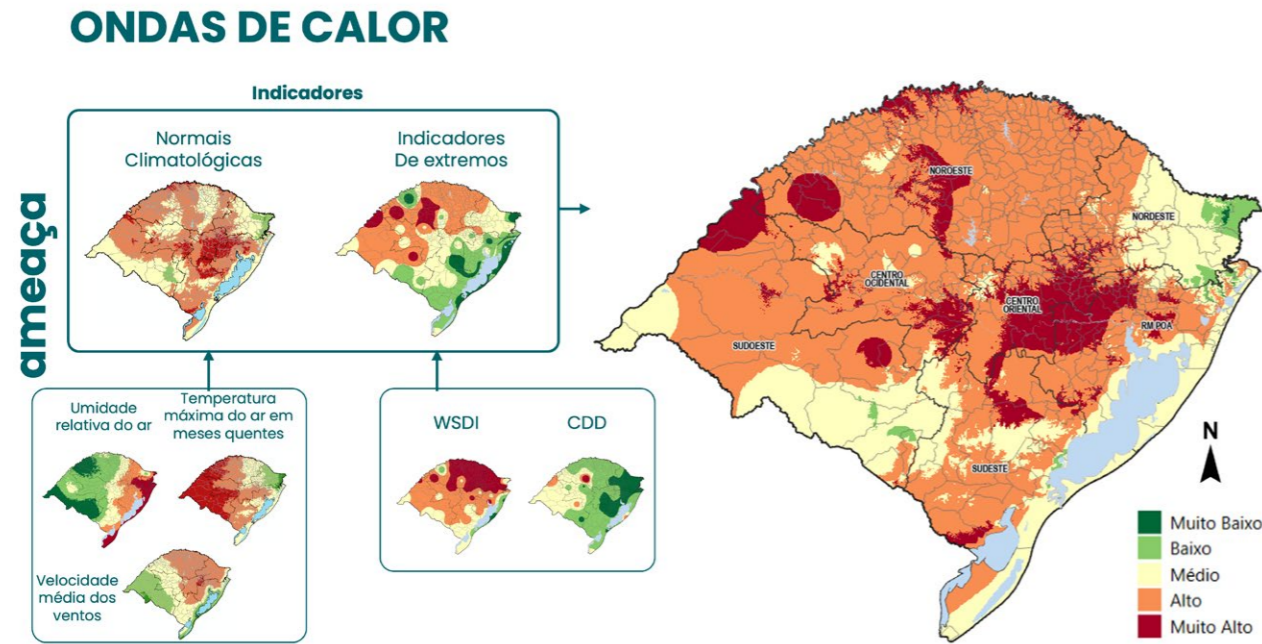 ONDAS DE CALOR
ameaça
Indicadores
Normais
Climatológicas
Indicadores
De extremos
Umidade
relativa do ar
Temperatura
máxima do ar em
meses quentes
Velocidade
média dos
ventos
WSDI
CDD
NOROESTE
NORDESTE
CENTRO
OCIDENTAL
CENTRO
ORIENTAL
RM POA
SUDOESTE
SUDESTE
N
Muito Baixo
Baixo
Médio
Alto
Muito Alto